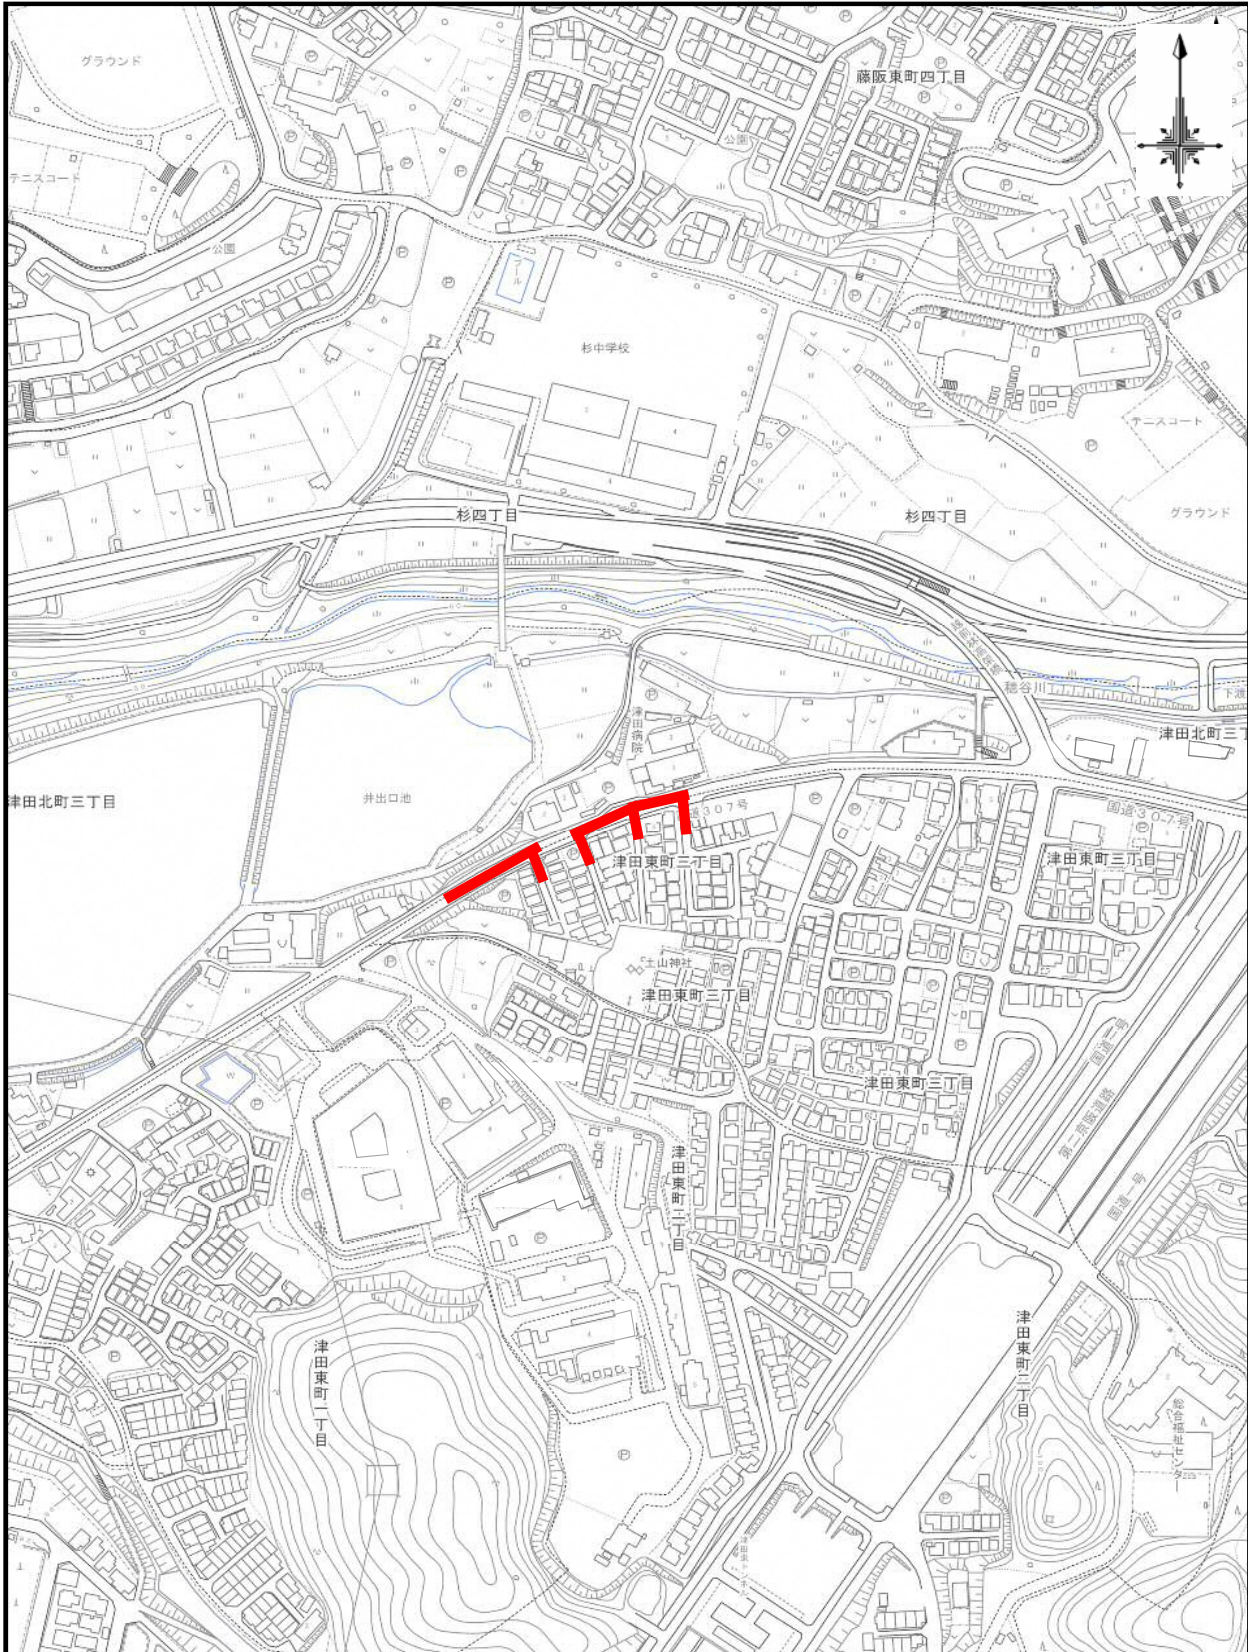 グラウンド
藤阪東町四丁目
公園
テニスコート
公園
プール
杉中学校
テニスコート
グラウンド
杉四丁目
杉四丁目
穂谷川
津田病院
津田北町三丁
津田北町三丁目
井出口池
国道307号
道307号
津田東町三丁目
津田東町三丁目
土山神社
津田東町三丁目
国道一号
津田東町三丁目
第二京阪道路
津田東町二丁目
国道一号
津田東町一丁目
津田東町二丁目
総合福祉センター